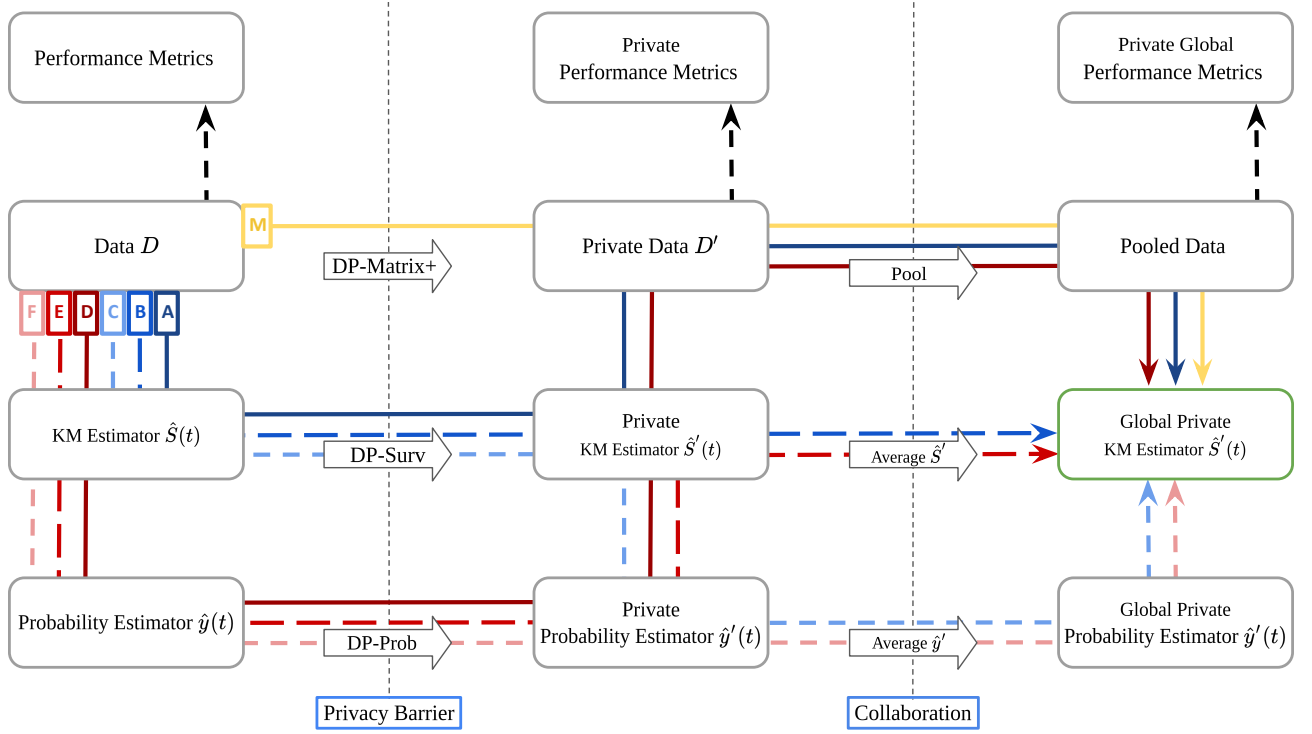 Performance Metrics
Private
Performance Metrics
Private Global
Performance Metrics
Data D
M
DP-Matrix+
Private Data D′
Pool
Pooled Data
F E D C B A
KM Estimator Ŝ(t)
DP-Surv
Private
KM Estimator Ŝ′(t)
Average Ŝ′
Global Private
KM Estimator Ŝ′(t)
Probability Estimator ŷ(t)
DP-Prob
Private
Probability Estimator ŷ′(t)
Average ŷ′
Global Private
Probability Estimator ŷ′(t)
Privacy Barrier
Collaboration